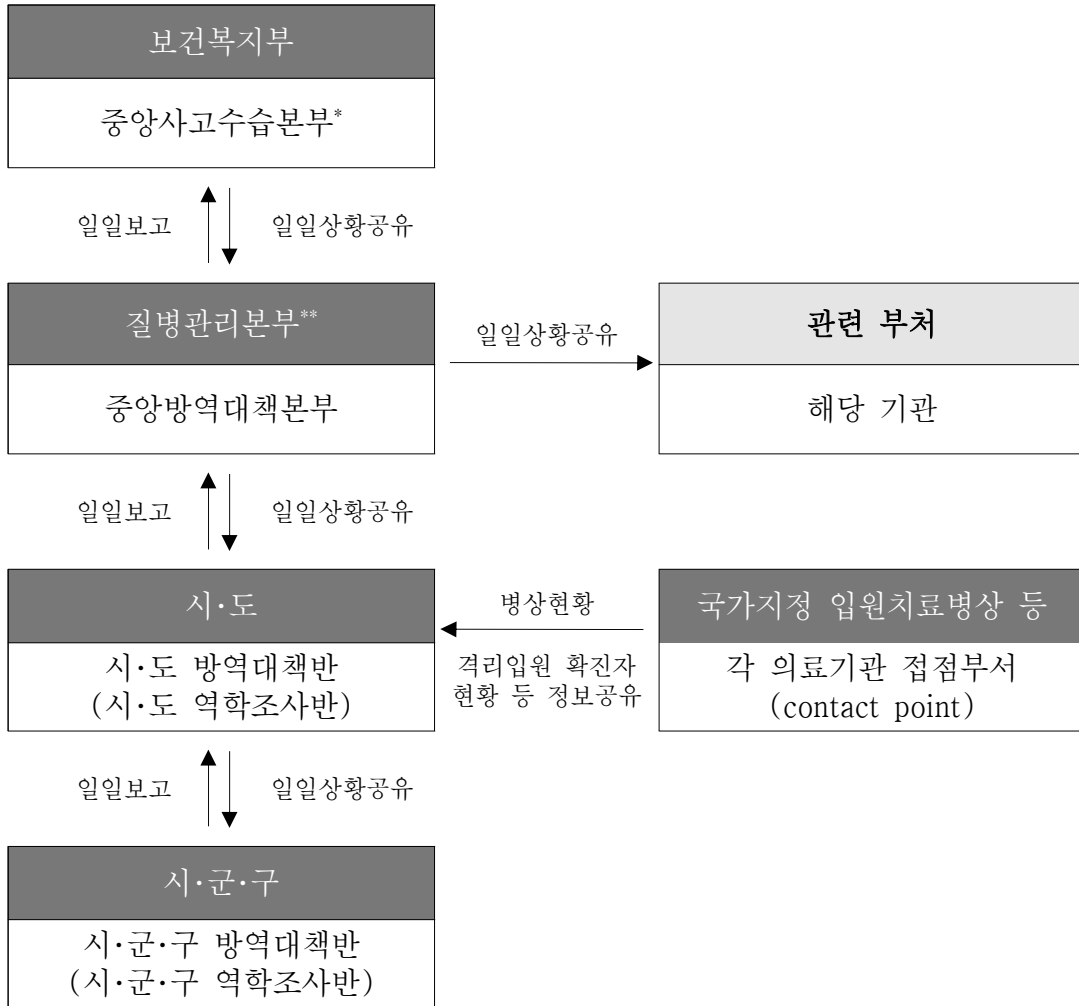 보건복지부
중앙사고수습본부*
일일보고 일일상황공유
질병관리본부**
중앙방역대책본부
일일상황공유
관련 부처
해당 기관
일일보고 일일상황공유
시·도
시·도 방역대책반
(시·도 역학조사반)
병상현황
격리입원 확진자
현황 등 정보공유
국가지정 입원치료병상 등
각 의료기관 접점부서
(contact point)
일일보고 일일상황공유
시·군·구
시·군·구 방역대책반
(시·군·구 역학조사반)